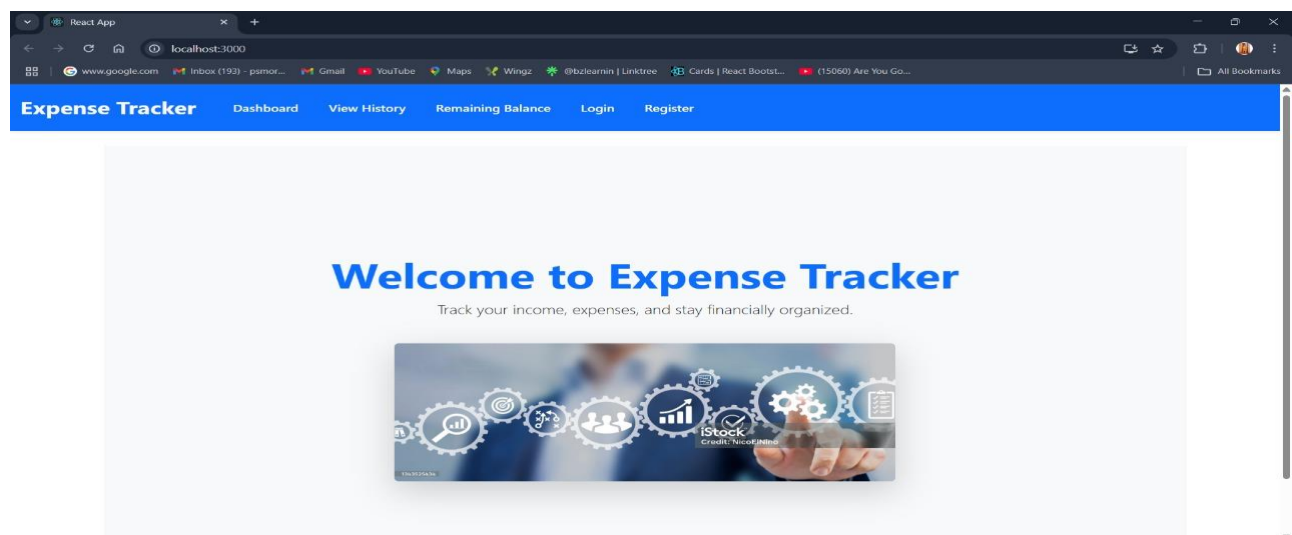 React App
localhost:3000
www.google.com Inbox (193) - psmor... Gmail YouTube Maps Wingz @bzlearnin | Linktree Cards | React Bootst... (15060) Are You Go... All Bookmarks
Expense Tracker Dashboard View History Remaining Balance Login Register
Welcome to Expense Tracker
Track your income, expenses, and stay financially organized.
iStock
Credit: NicoElNino